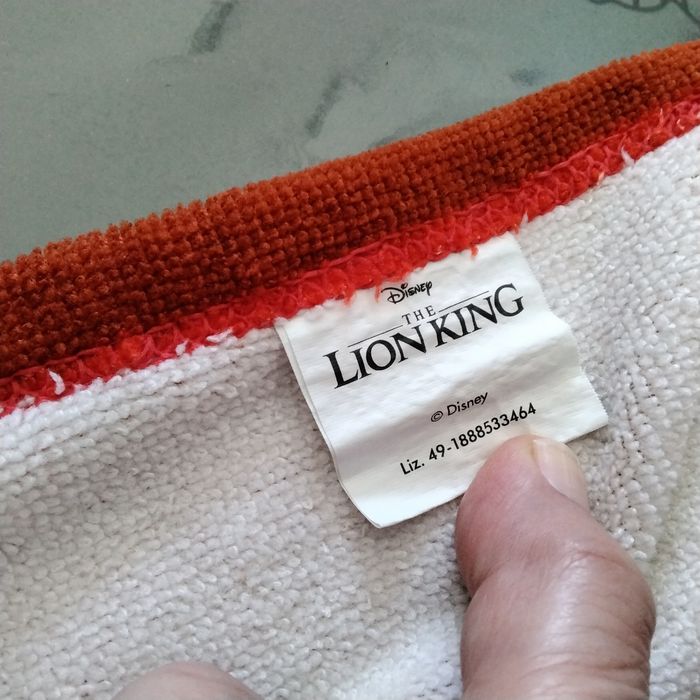 Disney
THE
LION KING
© Disney
Liz. 49-1888533464